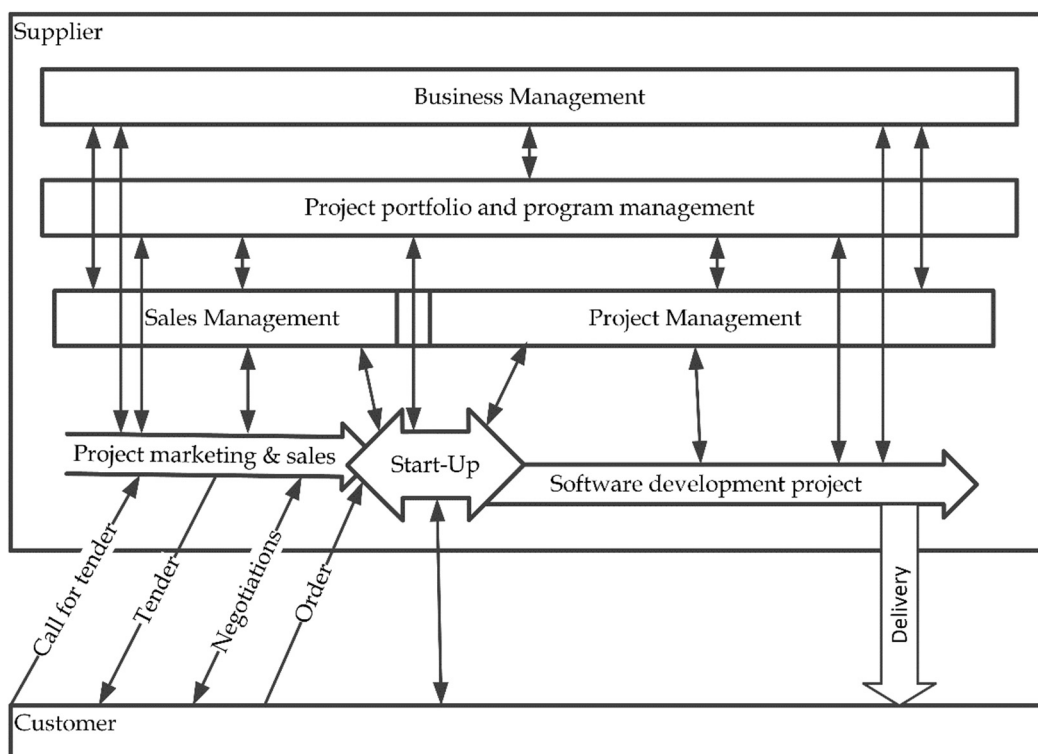 Supplier
Business Management
Project portfolio and program management
Sales Management
Project Management
Project marketing & sales
Start-Up
Software development project
Call for tender
Tender
Negotiations
Order
Delivery
Customer